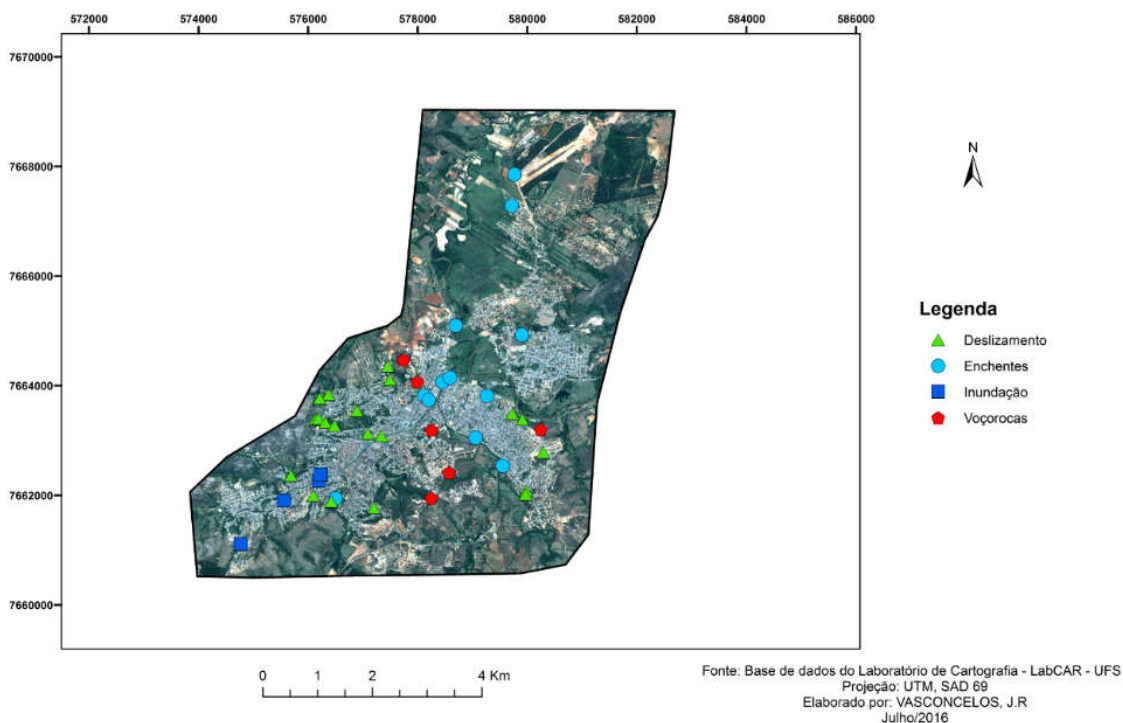 572000 574000 576000 578000 580000 582000 584000 586000
7670000
7668000
7666000
7664000
7662000
7660000
N
Legenda
Deslizamento
Enchentes
Inundação
Voçorocas
0 1 2 4 Km
Fonte: Base de dados do Laboratório de Cartografia - LabCAR - UFS
Projeção: UTM, SAD 69
Elaborado por: VASCONCELOS, J.R
Julho/2016